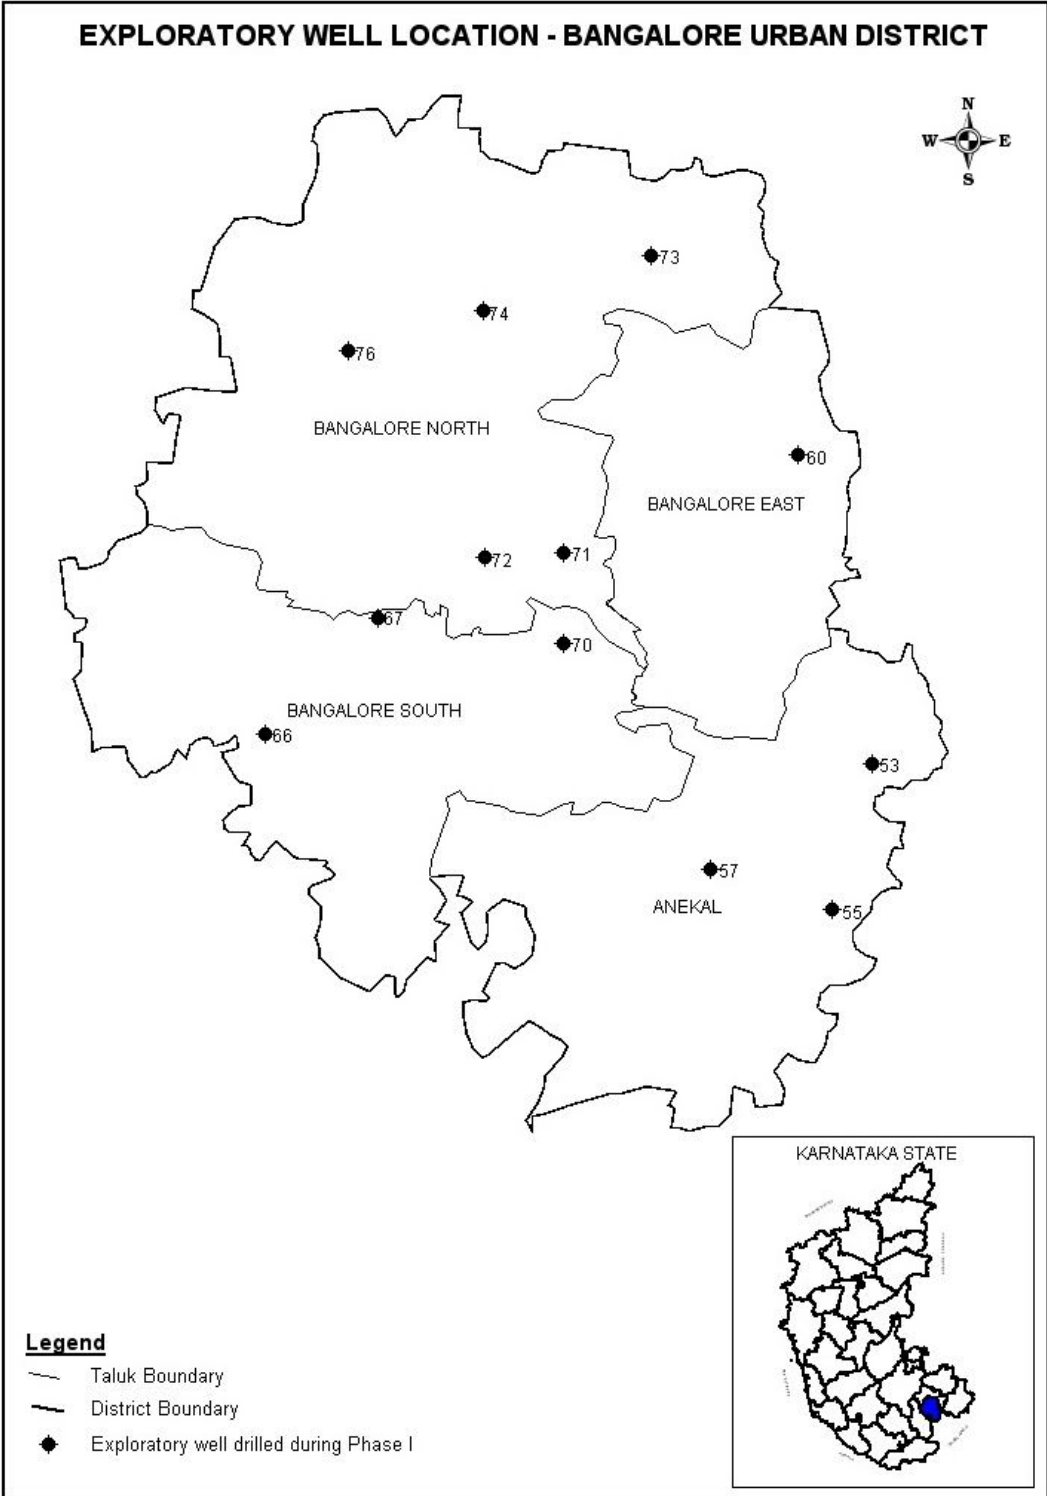 EXPLORATORY WELL LOCATION - BANGALORE URBAN DISTRICT
N
W E
S
73
74
76
BANGALORE NORTH
60
BANGALORE EAST
72
71
67
70
BANGALORE SOUTH
66
53
57
ANEKAL
55
KARNATAKA STATE
Legend
Taluk Boundary
District Boundary
Exploratory well drilled during Phase I